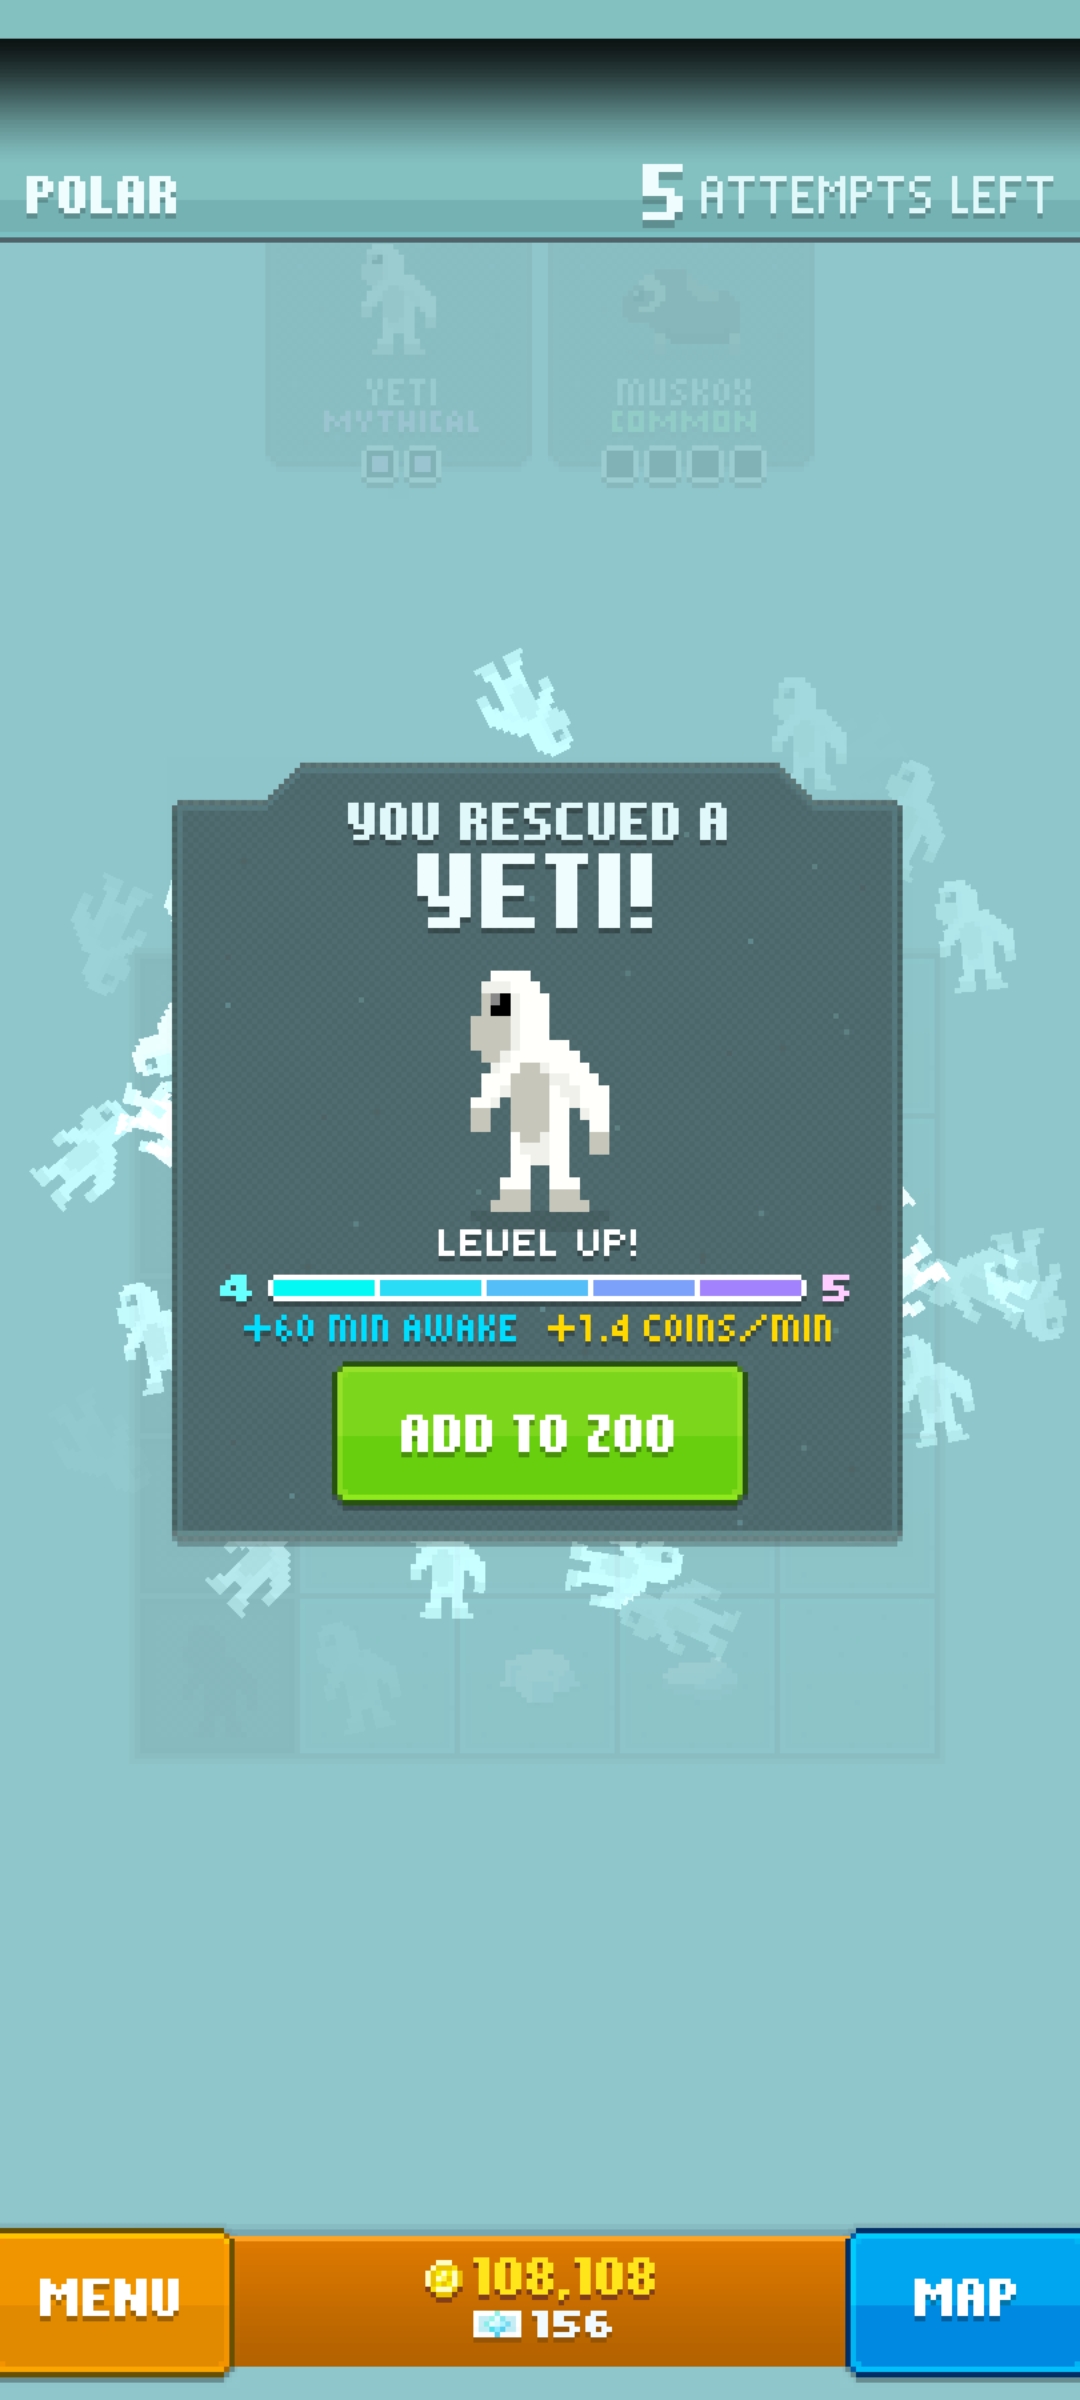 POLAR
5 ATTEMPTS LEFT
YETI
MYTHICAL
MUSKOX
COMMON
YOU RESCUED A
YETI!
LEVEL UP!
4 5
+60 MIN AWAKE +1.4 COINS/MIN
ADD TO ZOO
MENU
108,108
156
MAP